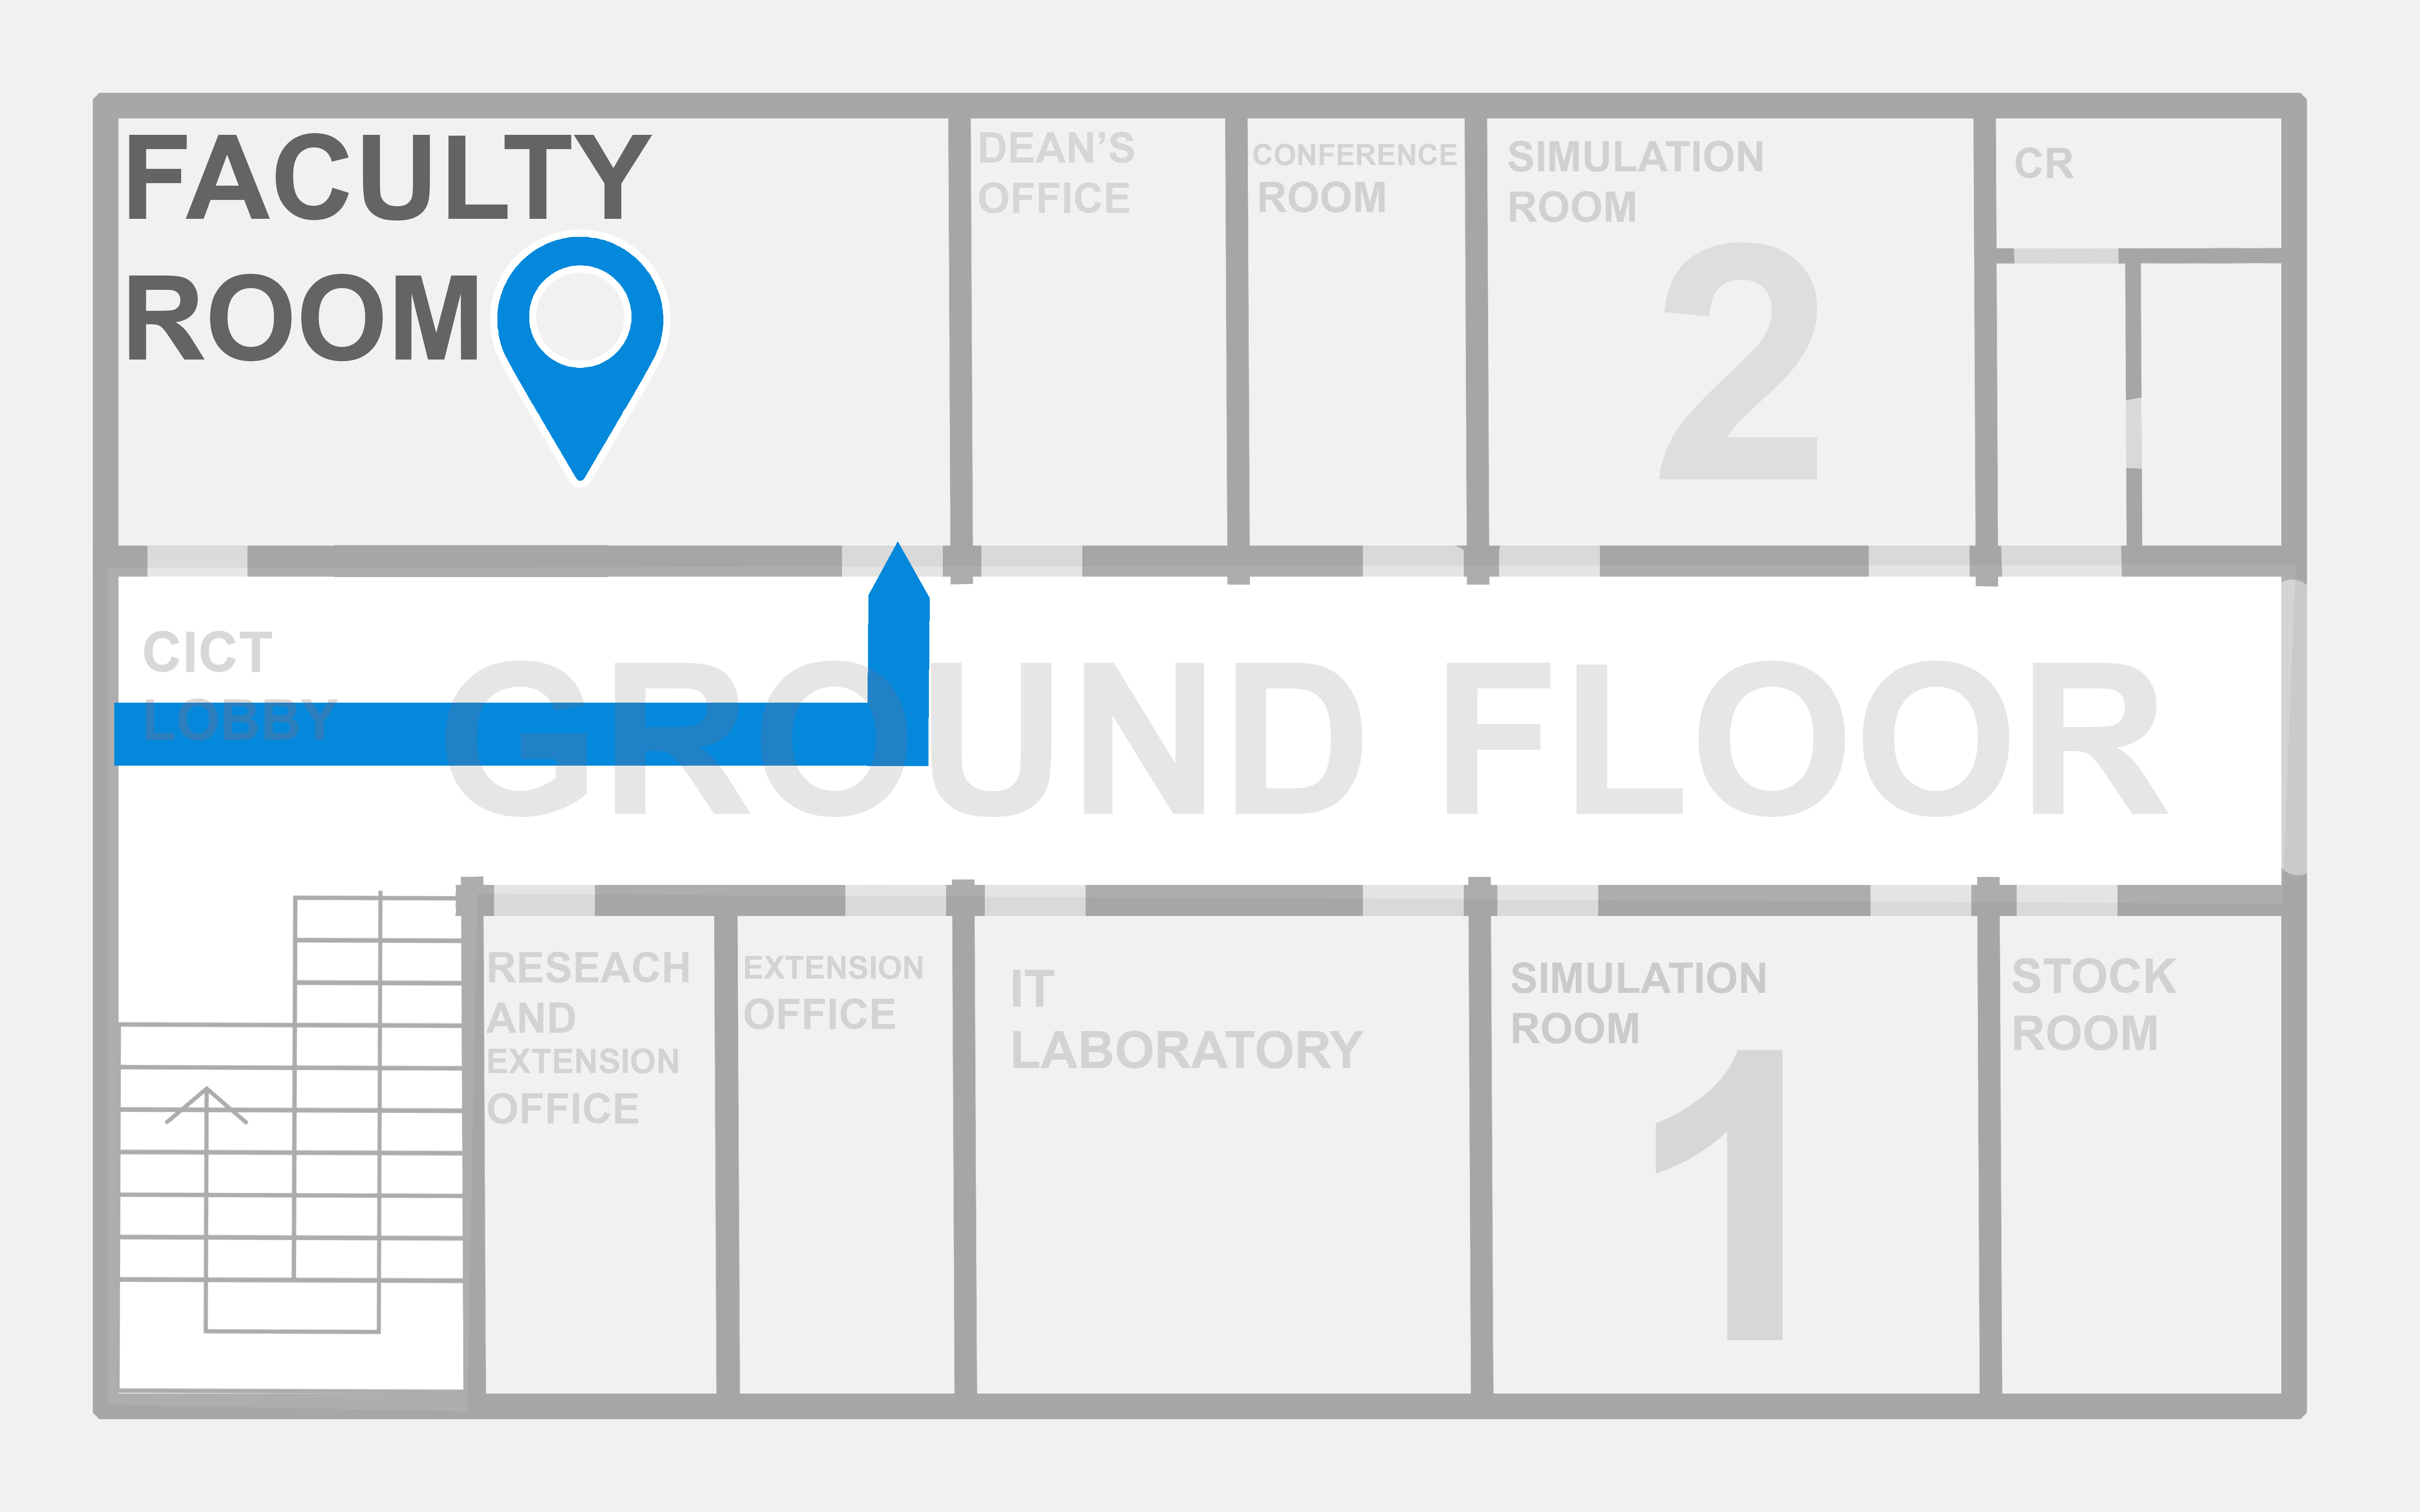 FACULTY
ROOM
DEAN'S
OFFICE
CONFERENCE
ROOM
SIMULATION
ROOM
2
CR
CICT
LOBBY
GROUND FLOOR
RESEACH
AND
EXTENSION
OFFICE
EXTENSION
OFFICE
IT
LABORATORY
SIMULATION
ROOM
1
STOCK
ROOM